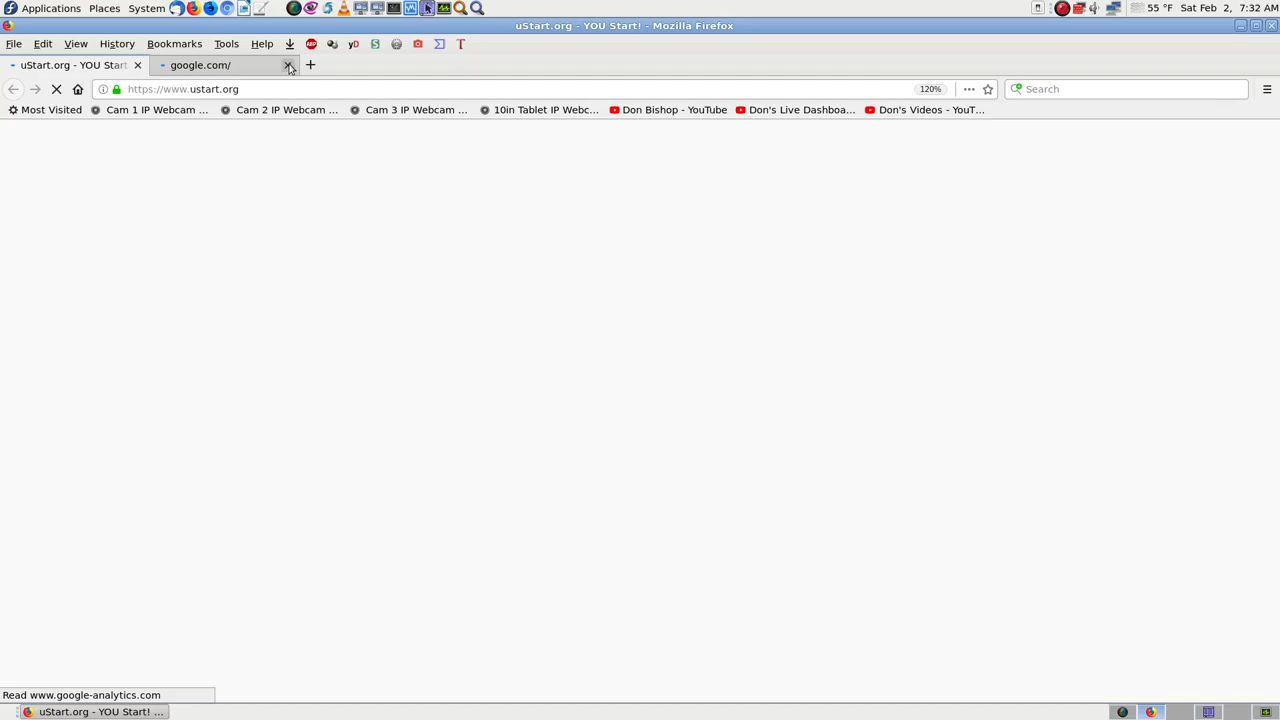 Applications Places System 55 °F Sat Feb 2, 7:32 AM
uStart.org - YOU Start! - Mozilla Firefox
File Edit View History Bookmarks Tools Help ABP yD S T
uStart.org - YOU Start google.com/
https://www.ustart.org 120% Search
Most Visited Cam 1 IP Webcam ... Cam 2 IP Webcam ... Cam 3 IP Webcam ... 10in Tablet IP Webc... Don Bishop - YouTube Don's Live Dashboa... Don's Videos - YouT...
Read www.google-analytics.com
uStart.org - YOU Start! ...